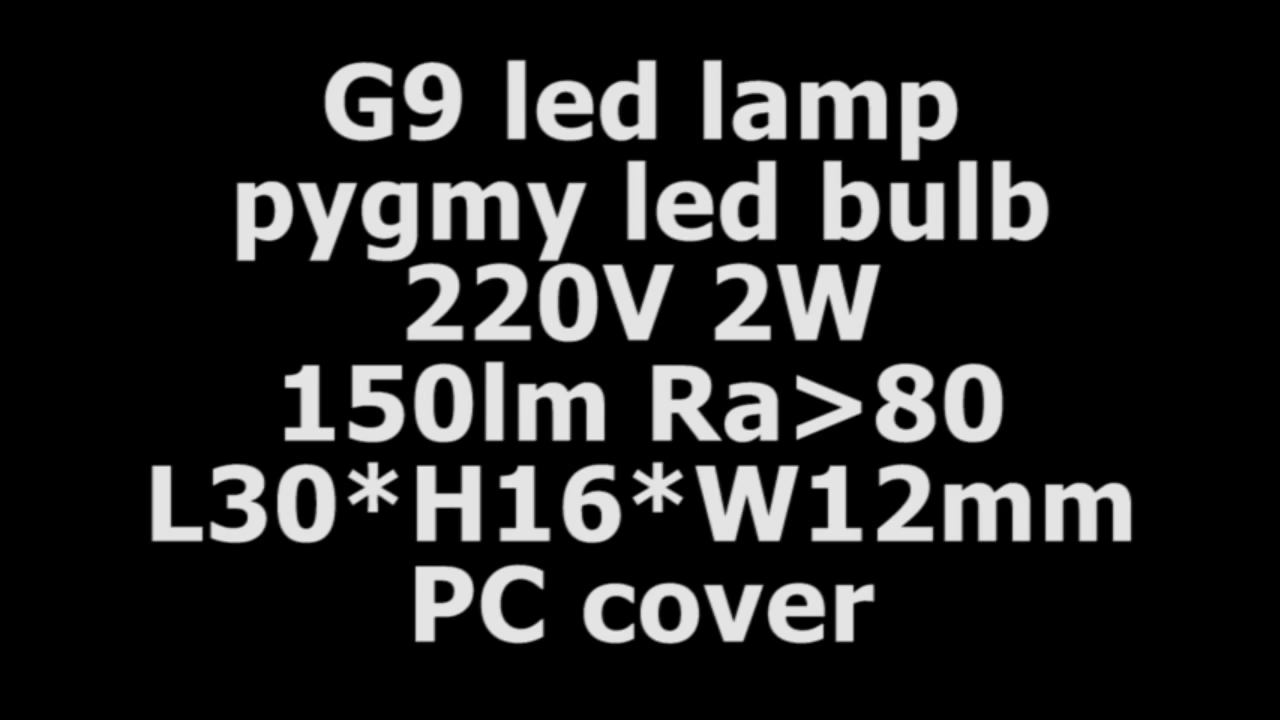 G9 led lamp
pygmy led bulb
220V 2W
150lm Ra>80
L30*H16*W12mm
PC cover